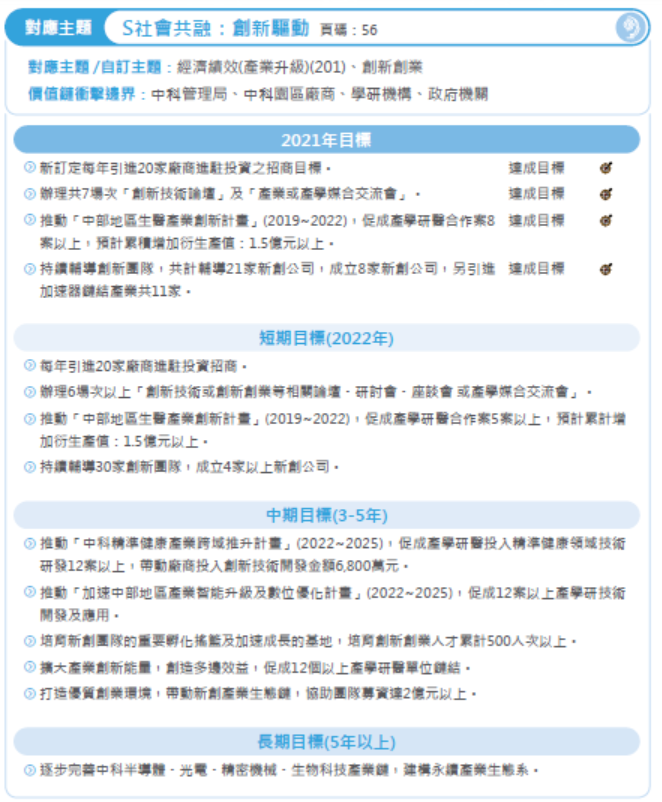 對應主題 S社會共融：創新驅動 頁碼：56
對應主題/自訂主題：經濟績效(產業升級)(201)、創新創業
價值鏈衝擊邊界：中科管理局、中科園區廠商、學研機構、政府機關
2021年目標
新訂定每年引進20家廠商進駐投資之招商目標。 達成目標
辦理共7場次「創新技術論壇」及「產業或產學媒合交流會」。 達成目標
推動「中部地區生醫產業創新計畫」(2019~2022)，促成產學研醫合作案8 達成目標
案以上，預計累積增加衍生產值：1.5億元以上。
持續輔導創新團隊，共計輔導21家新創公司，成立8家新創公司，另引進 達成目標
加速器鏈結產業共11家。
短期目標(2022年)
每年引進20家廠商進駐投資招商。
辦理6場次以上「創新技術或創新創業等相關論壇、研討會、座談會 或產學媒合交流會」。
推動「中部地區生醫產業創新計畫」(2019~2022)，促成產學研醫合作案5案以上，預計累計增
加衍生產值：1.5億元以上。
持續輔導30家創新團隊，成立4家以上新創公司。
中期目標(3-5年)
推動「中科精準健康產業跨域推升計畫」(2022~2025)，促成產學研醫投入精準健康領域技術
研發12案以上，帶動廠商投入創新技術開發金額6,800萬元。
推動「加速中部地區產業智能升級及數位優化計畫」(2022~2025)，促成12案以上產學研技術
開發及應用。
培育新創團隊的重要孵化搖籃及加速成長的基地，培育創新創業人才累計500人次以上。
擴大產業創新能量，創造多邊效益，促成12個以上產學研醫單位鏈結。
打造優質創業環境，帶動新創產業生態鏈，協助團隊募資達2億元以上。
長期目標(5年以上)
逐步完善中科半導體、光電、精密機械、生物科技產業鏈，建構永續產業生態系。